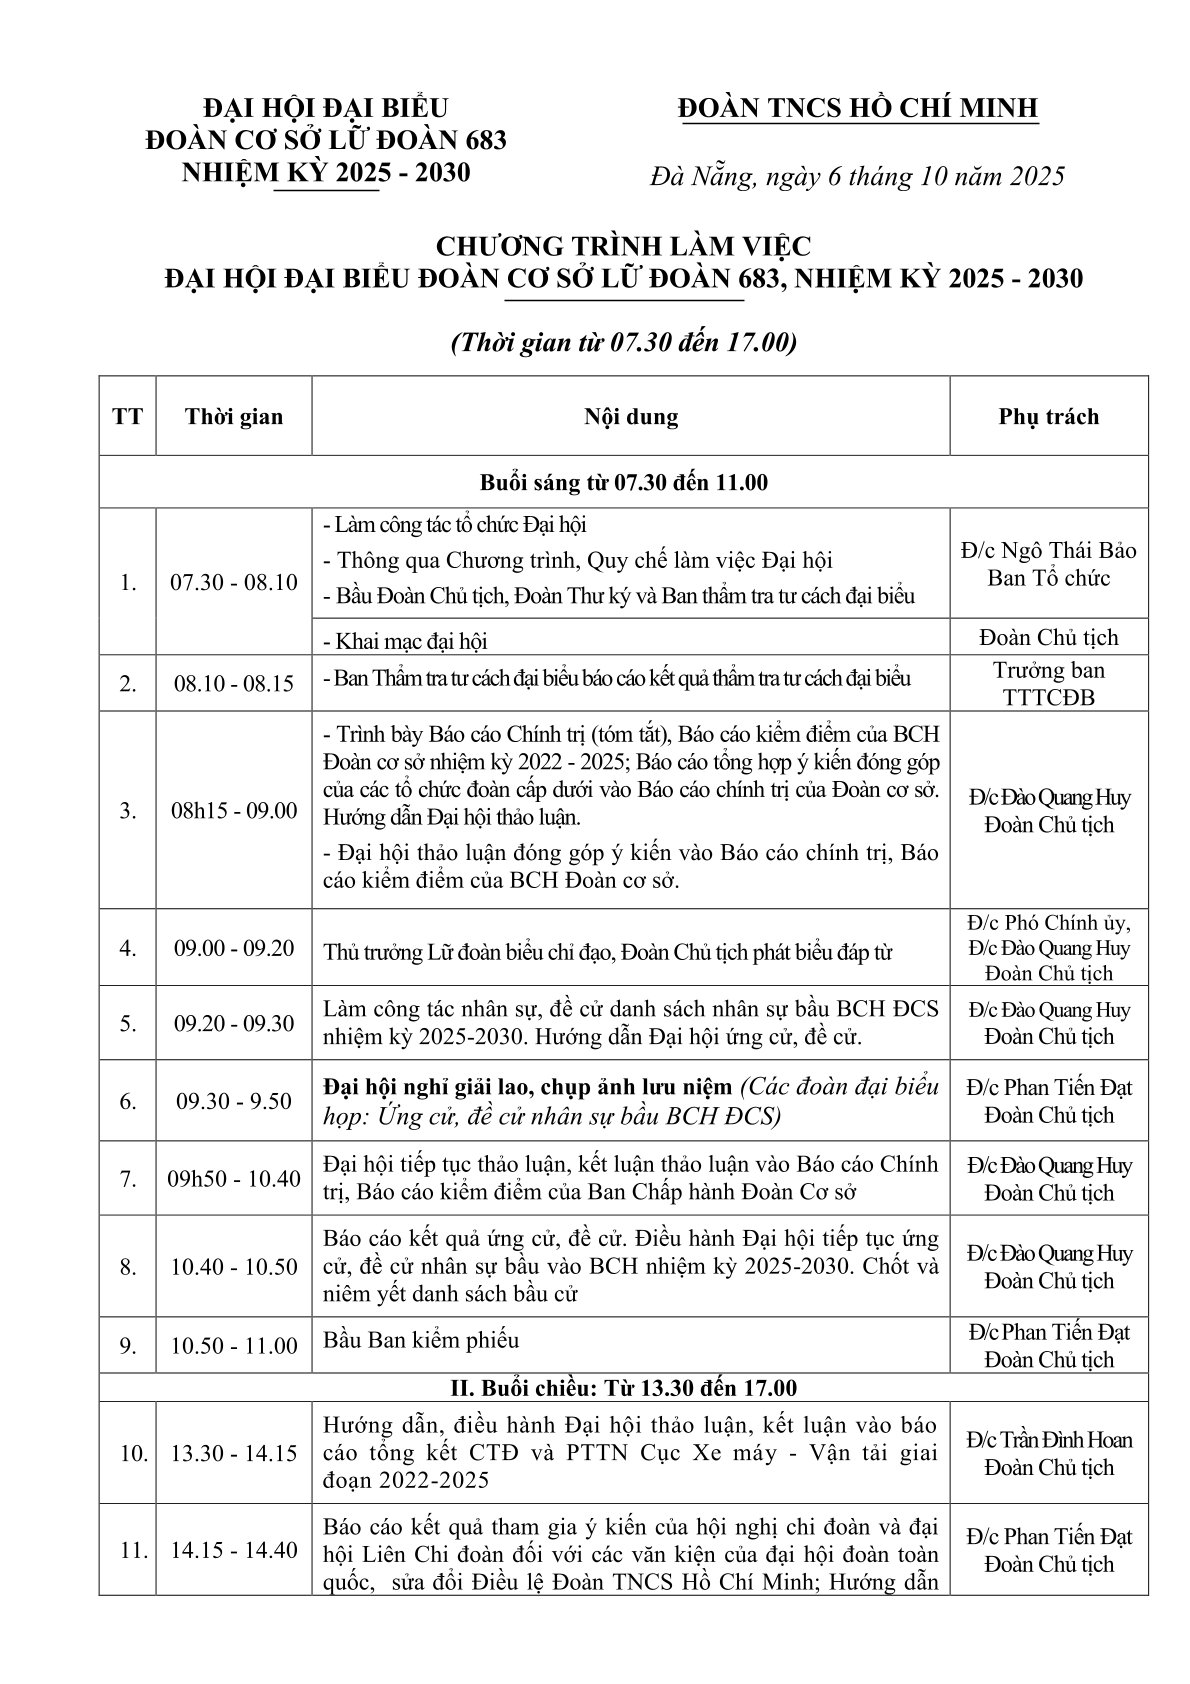 ĐẠI HỘI ĐẠI BIỂU
ĐOÀN CƠ SỞ LỮ ĐOÀN 683
NHIỆM KỲ 2025 - 2030
ĐOÀN TNCS HỒ CHÍ MINH
Đà Nẵng, ngày 6 tháng 10 năm 2025
CHƯƠNG TRÌNH LÀM VIỆC
ĐẠI HỘI ĐẠI BIỂU ĐOÀN CƠ SỞ LỮ ĐOÀN 683, NHIỆM KỲ 2025 - 2030
(Thời gian từ 07.30 đến 17.00)
TT Thời gian Nội dung Phụ trách
Buổi sáng từ 07.30 đến 11.00
1. 07.30 - 08.10
- Làm công tác tổ chức Đại hội
- Thông qua Chương trình, Quy chế làm việc Đại hội
- Bầu Đoàn Chủ tịch, Đoàn Thư ký và Ban thẩm tra tư cách đại biểu
Đ/c Ngô Thái Bảo
Ban Tổ chức
- Khai mạc đại hội
Đoàn Chủ tịch
2. 08.10 - 08.15
- Ban Thẩm tra tư cách đại biểu báo cáo kết quả thẩm tra tư cách đại biểu
Trưởng ban
TTTCĐB
3. 08h15 - 09.00
- Trình bày Báo cáo Chính trị (tóm tắt), Báo cáo kiểm điểm của BCH
Đoàn cơ sở nhiệm kỳ 2022 - 2025; Báo cáo tổng hợp ý kiến đóng góp
của các tổ chức đoàn cấp dưới vào Báo cáo chính trị của Đoàn cơ sở.
Hướng dẫn Đại hội thảo luận.
- Đại hội thảo luận đóng góp ý kiến vào Báo cáo chính trị, Báo
cáo kiểm điểm của BCH Đoàn cơ sở.
Đ/c Đào Quang Huy
Đoàn Chủ tịch
4. 09.00 - 09.20
Thủ trưởng Lữ đoàn biểu chỉ đạo, Đoàn Chủ tịch phát biểu đáp từ
Đ/c Phó Chính ủy,
Đ/c Đào Quang Huy
Đoàn Chủ tịch
5. 09.20 - 09.30
Làm công tác nhân sự, đề cử danh sách nhân sự bầu BCH ĐCS
nhiệm kỳ 2025-2030. Hướng dẫn Đại hội ứng cử, đề cử.
Đ/c Đào Quang Huy
Đoàn Chủ tịch
6. 09.30 - 9.50
Đại hội nghỉ giải lao, chụp ảnh lưu niệm (Các đoàn đại biểu
họp: Ứng cử, đề cử nhân sự bầu BCH ĐCS)
Đ/c Phan Tiến Đạt
Đoàn Chủ tịch
7. 09h50 - 10.40
Đại hội tiếp tục thảo luận, kết luận thảo luận vào Báo cáo Chính
trị, Báo cáo kiểm điểm của Ban Chấp hành Đoàn Cơ sở
Đ/c Đào Quang Huy
Đoàn Chủ tịch
8. 10.40 - 10.50
Báo cáo kết quả ứng cử, đề cử. Điều hành Đại hội tiếp tục ứng
cử, đề cử nhân sự bầu vào BCH nhiệm kỳ 2025-2030. Chốt và
niêm yết danh sách bầu cử
Đ/c Đào Quang Huy
Đoàn Chủ tịch
9. 10.50 - 11.00
Bầu Ban kiểm phiếu
Đ/c Phan Tiến Đạt
Đoàn Chủ tịch
II. Buổi chiều: Từ 13.30 đến 17.00
10. 13.30 - 14.15
Hướng dẫn, điều hành Đại hội thảo luận, kết luận vào báo
cáo tổng kết CTĐ và PTTN Cục Xe máy - Vận tải giai
đoạn 2022-2025
Đ/c Trần Đình Hoan
Đoàn Chủ tịch
11. 14.15 - 14.40
Báo cáo kết quả tham gia ý kiến của hội nghị chi đoàn và đại
hội Liên Chi đoàn đối với các văn kiện của đại hội đoàn toàn
quốc, sửa đổi Điều lệ Đoàn TNCS Hồ Chí Minh; Hướng dẫn
Đ/c Phan Tiến Đạt
Đoàn Chủ tịch